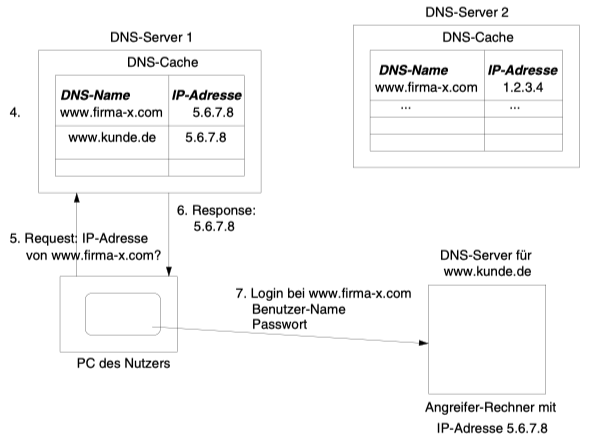 DNS-Server 1
DNS-Cache
DNS-Name IP-Adresse
www.firma-x.com 5.6.7.8
4.
www.kunde.de 5.6.7.8
DNS-Server 2
DNS-Cache
DNS-Name IP-Adresse
www.firma-x.com 1.2.3.4
... ...
6. Response:
5.6.7.8
5. Request: IP-Adresse
von www.firma-x.com?
PC des Nutzers
7. Login bei www.firma-x.com
Benutzer-Name
Passwort
DNS-Server für
www.kunde.de
Angreifer-Rechner mit
IP-Adresse 5.6.7.8